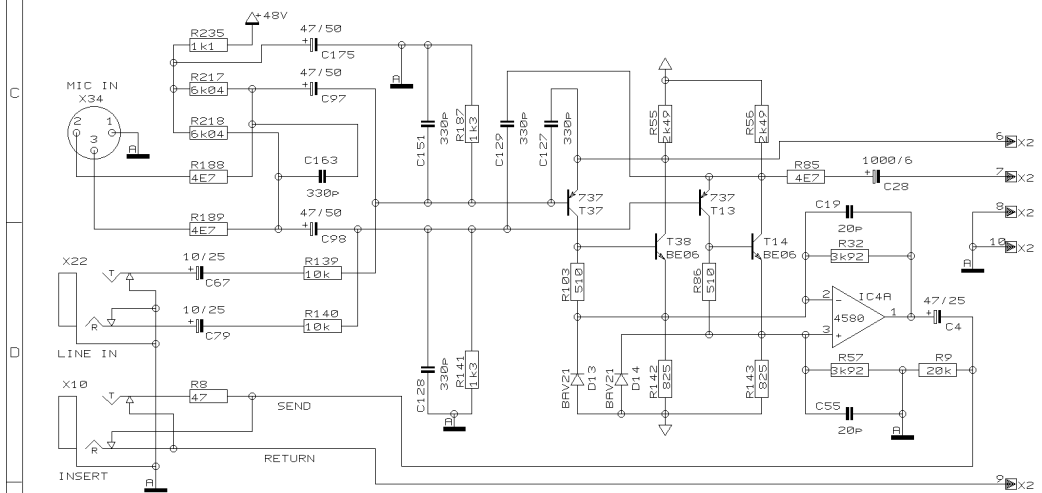 +48V
R235
1k1
47/50
C175
MIC IN
X34
R217
6k04
47/50
C97
C
2
1
3
A
R218
6k04
R188
4E7
C163
330p
R189
4E7
47/50
C98
A
C151
330p
R187
1k3
C129
330p
C127
330p
R55
2k49
R56
2k49
737
T37
737
T13
R85
4E7
1000/6
C28
6
X2
7
X2
8
X2
10
X2
A
X22
T
R
LINE IN
10/25
C67
R139
10k
10/25
C79
R140
10k
R103
510
T38
BE06
R86
510
T14
BE06
C19
20p
R32
3k92
IC4A
4580
2
3
1
47/25
C4
D
C128
330p
R141
1k3
A
BAV21
D13
BAV21
D14
R142
825
R143
825
R57
3k92
R9
20k
C55
20p
A
X10
T
R
INSERT
R8
47
SEND
RETURN
A
9
X2